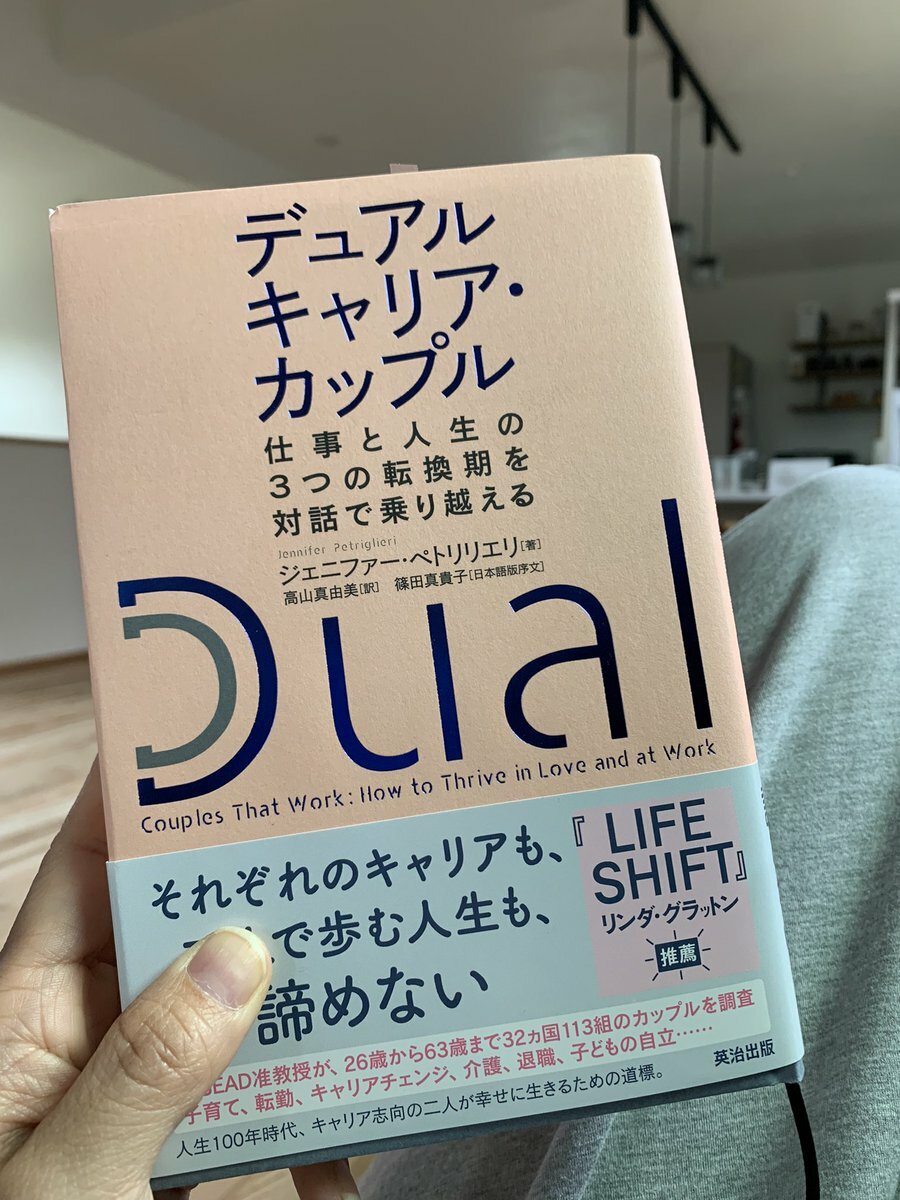 デュアル
キャリア・
カップル
仕事と人生の
3つの転換期を
対話で乗り越える
Jennifer Petriglieri
ジェニファー・ペトリリエリ[著]
高山真由美[訳] 篠田真貴子[日本語版序文]
Dual
Couples That Work: How to Thrive in Love and at Work
それぞれのキャリアも、
で歩む人生も、
諦めない
『LIFE
SHIFT』
リンダ・グラットン
推薦
EAD准教授が、26歳から63歳まで32ヵ国113組のカップルを調査
子育て、転勤、キャリアチェンジ、介護、退職、子どもの自立……
人生100年時代、キャリア志向の二人が幸せに生きるための道標。
英治出版